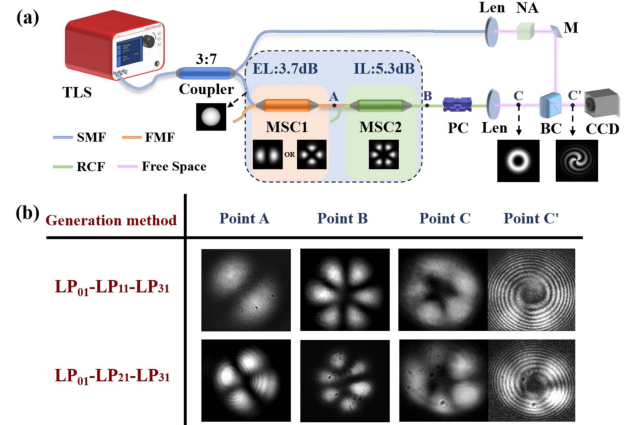 (a)
Len
NA
M
3:7
Coupler
TLS
EL:3.7dB
IL:5.3dB
A
B
C
C'
MSC1
MSC2
OR
PC
Len
BC
CCD
SMF
FMF
RCF
Free Space
(b)
Generation method
Point A
Point B
Point C
Point C'
LP₀₁-LP₁₁-LP₃₁
LP₀₁-LP₂₁-LP₃₁